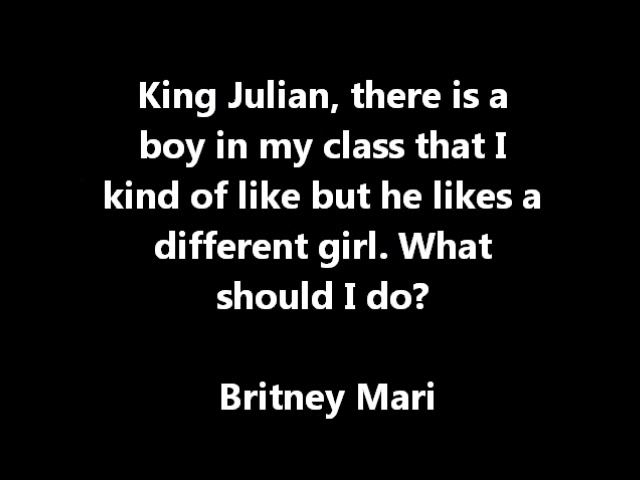 King Julian, there is a
boy in my class that I
kind of like but he likes a
different girl. What
should I do?
Britney Mari